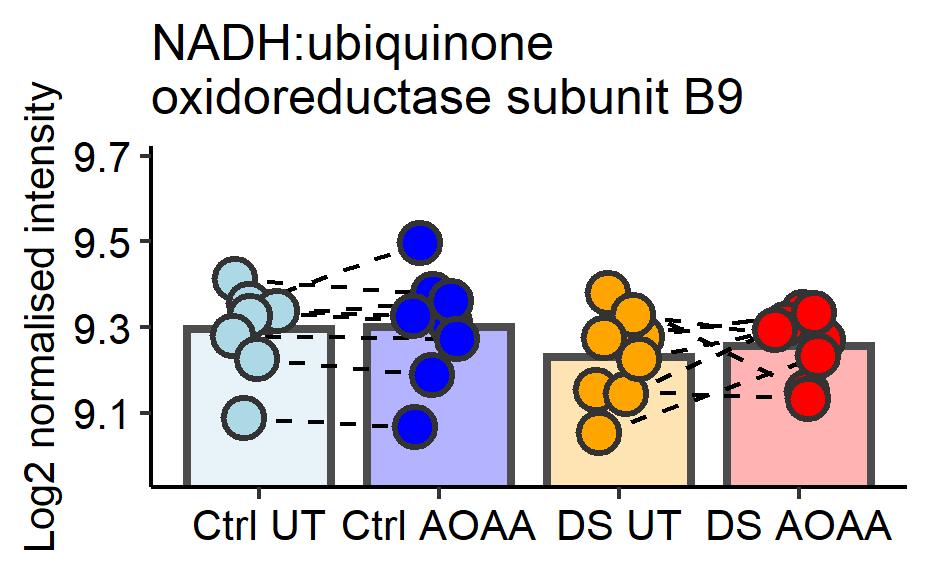 NADH:ubiquinone
oxidoreductase subunit B9
Log2 normalised intensity
9.7
9.5
9.3
9.1
Ctrl UT
Ctrl AOAA
DS UT
DS AOAA